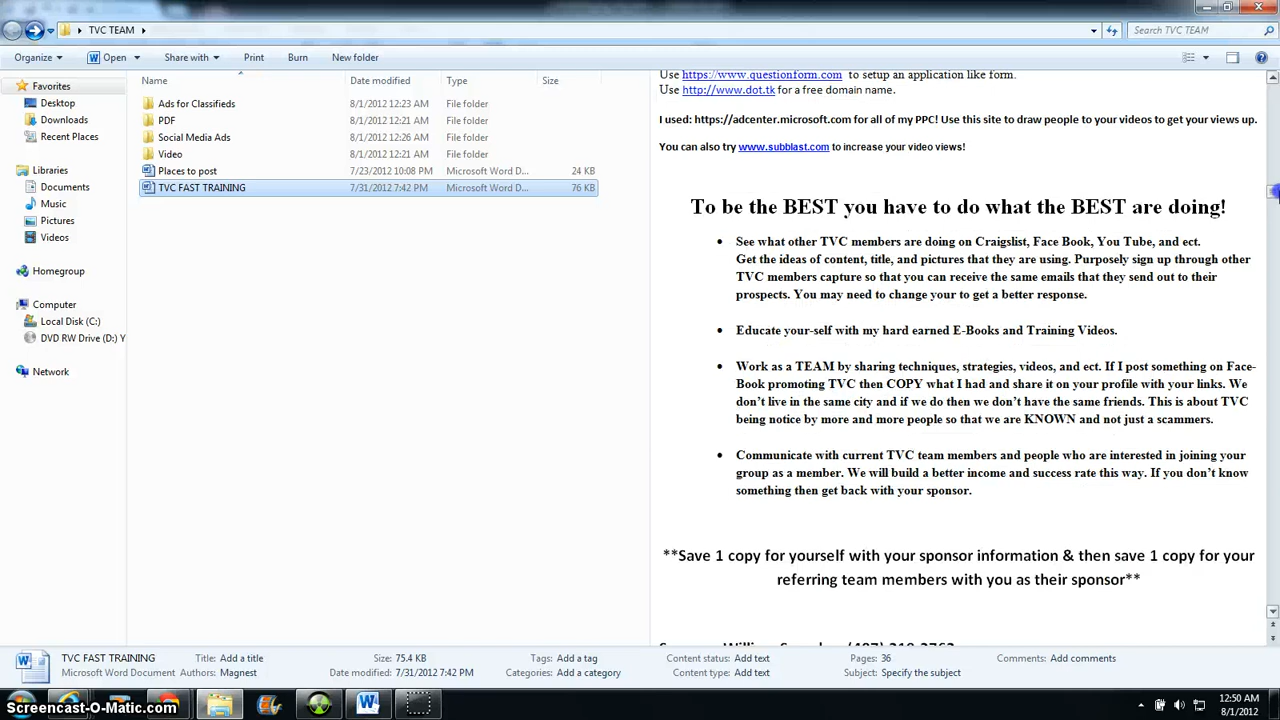 TVC TEAM
Search TVC TEAM
Organize
Open
Share with
Print
Burn
New folder
Favorites
Desktop
Downloads
Recent Places
Libraries
Documents
Music
Pictures
Videos
Homegroup
Computer
Local Disk (C:)
DVD RW Drive (D:) Y
Network
Name Date modified Type Size
Ads for Classifieds 8/1/2012 12:23 AM File folder
PDF 8/1/2012 12:21 AM File folder
Social Media Ads 8/1/2012 12:26 AM File folder
Video 8/1/2012 12:21 AM File folder
Places to post 7/23/2012 10:08 PM Microsoft Word D... 24 KB
TVC FAST TRAINING 7/31/2012 7:42 PM Microsoft Word D... 76 KB
Use https://www.questionform.com to setup an application like form.
Use http://www.dot.tk for a free domain name.
I used: https://adcenter.microsoft.com for all of my PPC! Use this site to draw people to your videos to get your views up.
You can also try www.subblast.com to increase your video views!
To be the BEST you have to do what the BEST are doing!
• See what other TVC members are doing on Craigslist, Face Book, You Tube, and ect.
Get the ideas of content, title, and pictures that they are using. Purposely sign up through other
TVC members capture so that you can receive the same emails that they send out to their
prospects. You may need to change your to get a better response.
• Educate your-self with my hard earned E-Books and Training Videos.
• Work as a TEAM by sharing techniques, strategies, videos, and ect. If I post something on Face-
Book promoting TVC then COPY what I had and share it on your profile with your links. We
don't live in the same city and if we do then we don't have the same friends. This is about TVC
being notice by more and more people so that we are KNOWN and not just a scammers.
• Communicate with current TVC team members and people who are interested in joining your
group as a member. We will build a better income and success rate this way. If you don't know
something then get back with your sponsor.
**Save 1 copy for yourself with your sponsor information & then save 1 copy for your
referring team members with you as their sponsor**
TVC FAST TRAINING Title: Add a title Size: 75.4 KB Tags: Add a tag Content status: Add text Pages: 36 Comments: Add comments
Microsoft Word Document Authors: Magnest Date modified: 7/31/2012 7:42 PM Categories: Add a category Content type: Add text Subject: Specify the subject
Screencast-O-Matic.com
12:50 AM
8/1/2012